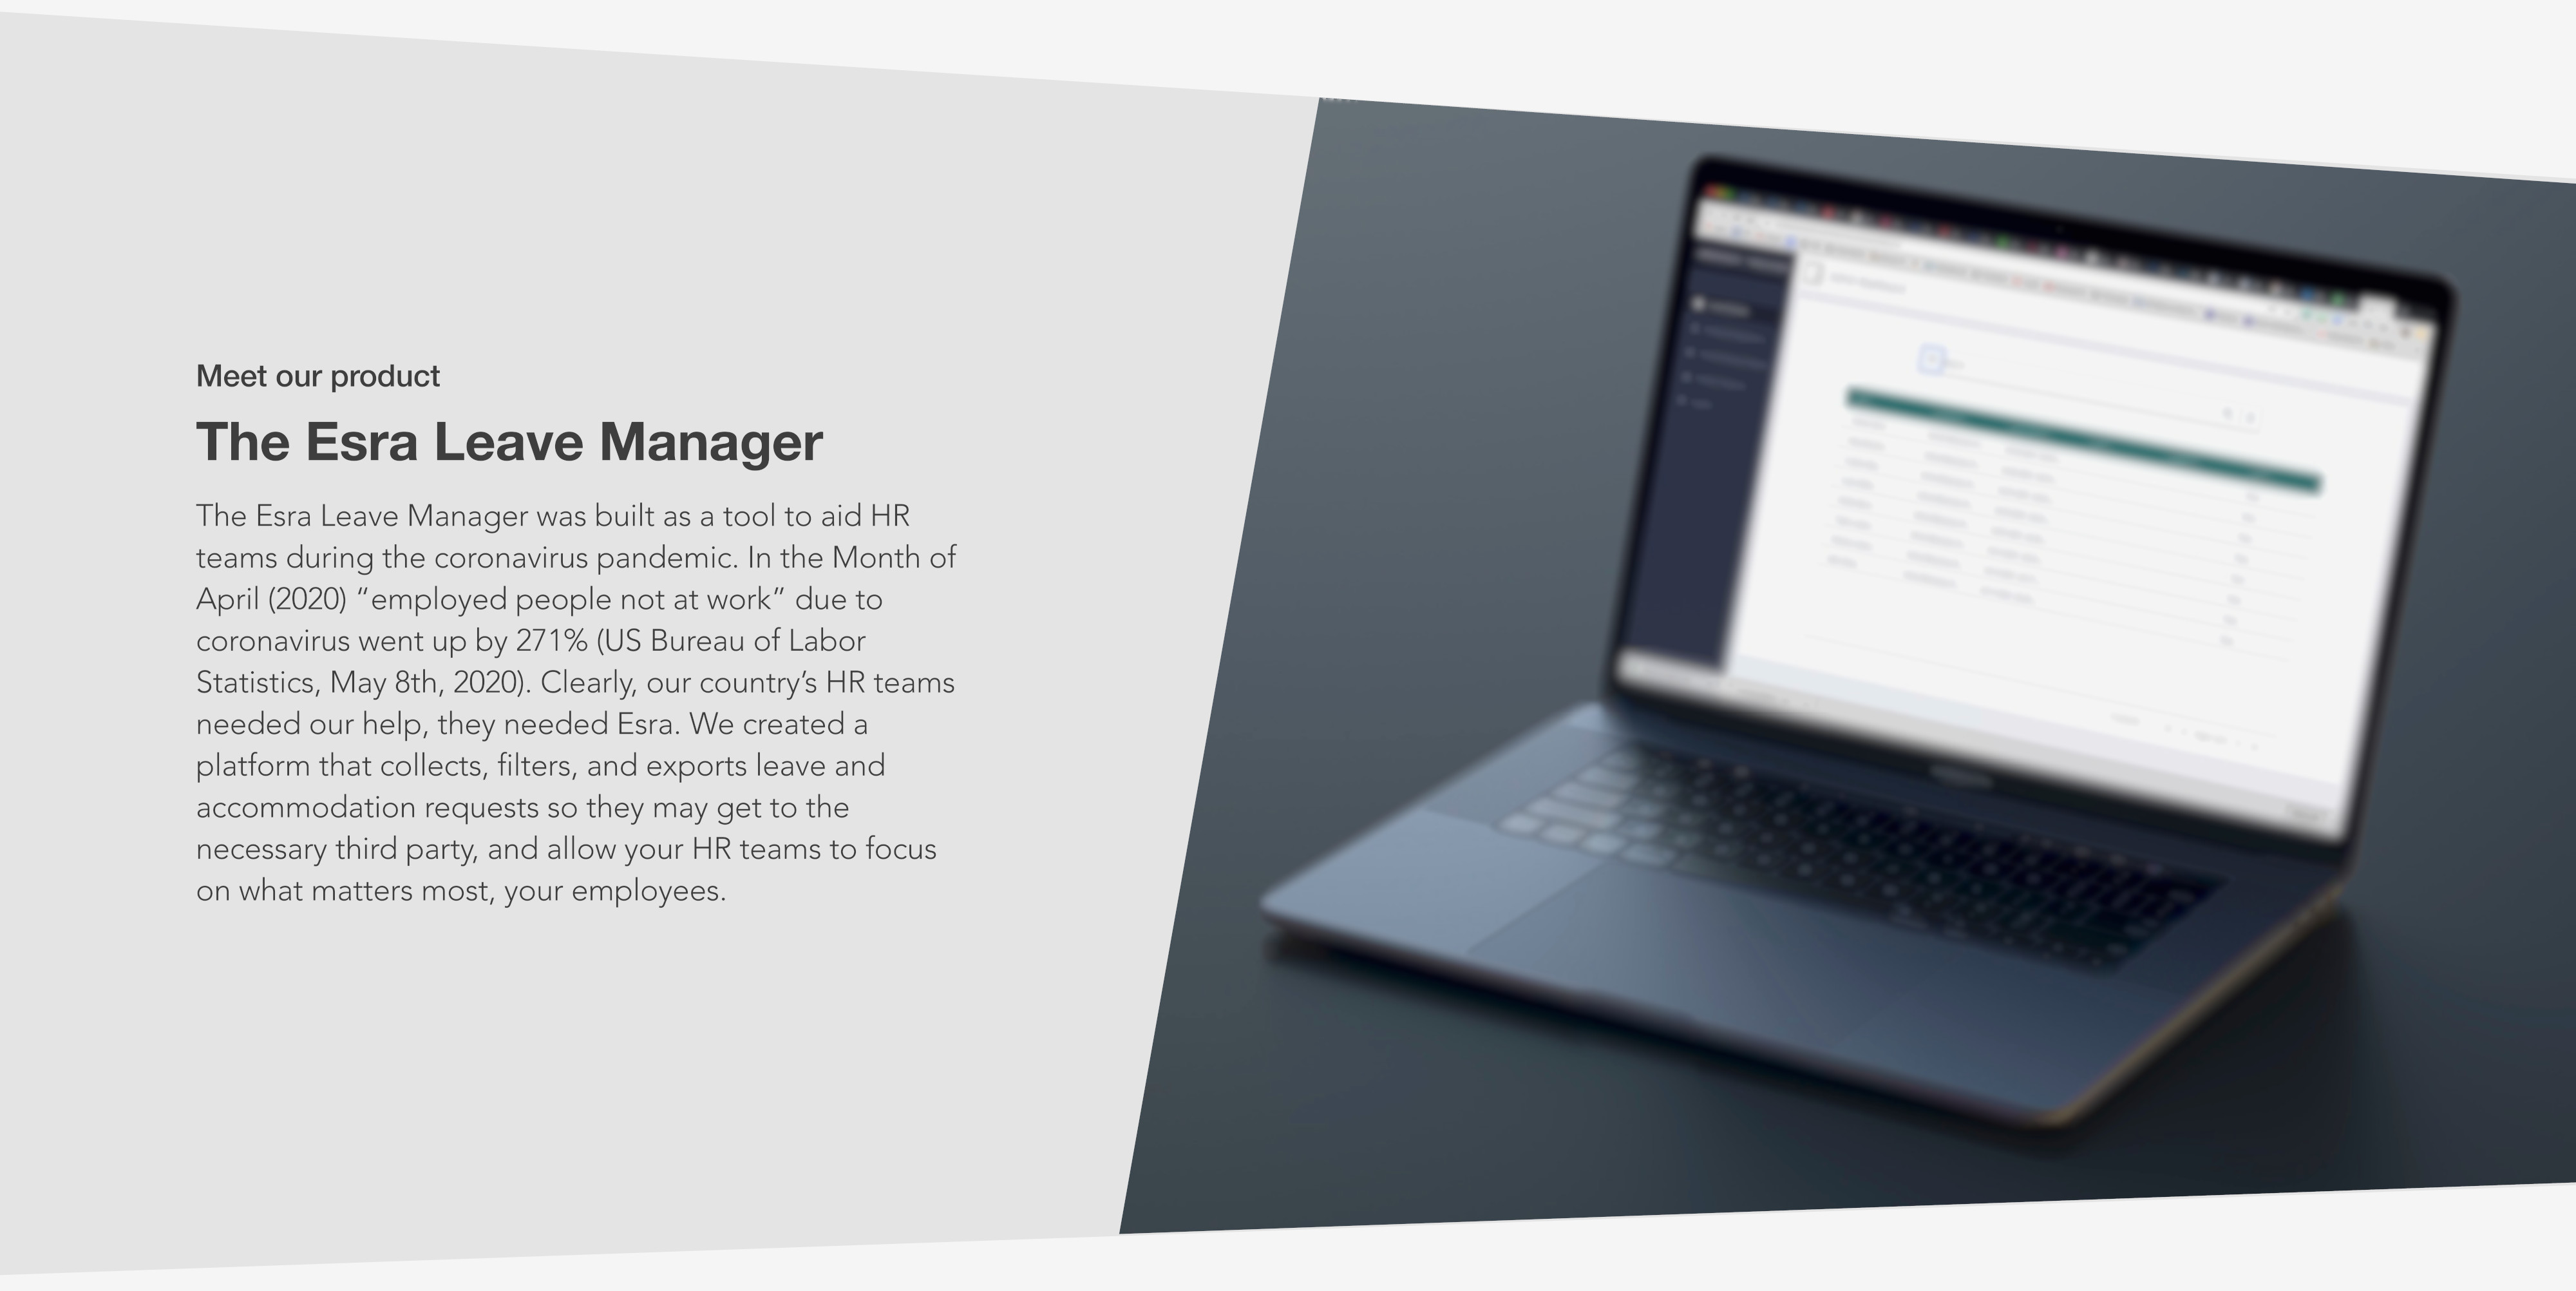 Meet our product
The Esra Leave Manager
The Esra Leave Manager was built as a tool to aid HR
teams during the coronavirus pandemic. In the Month of
April (2020) “employed people not at work” due to
coronavirus went up by 271% (US Bureau of Labor
Statistics, May 8th, 2020). Clearly, our country’s HR teams
needed our help, they needed Esra. We created a
platform that collects, filters, and exports leave and
accommodation requests so they may get to the
necessary third party, and allow your HR teams to focus
on what matters most, your employees.